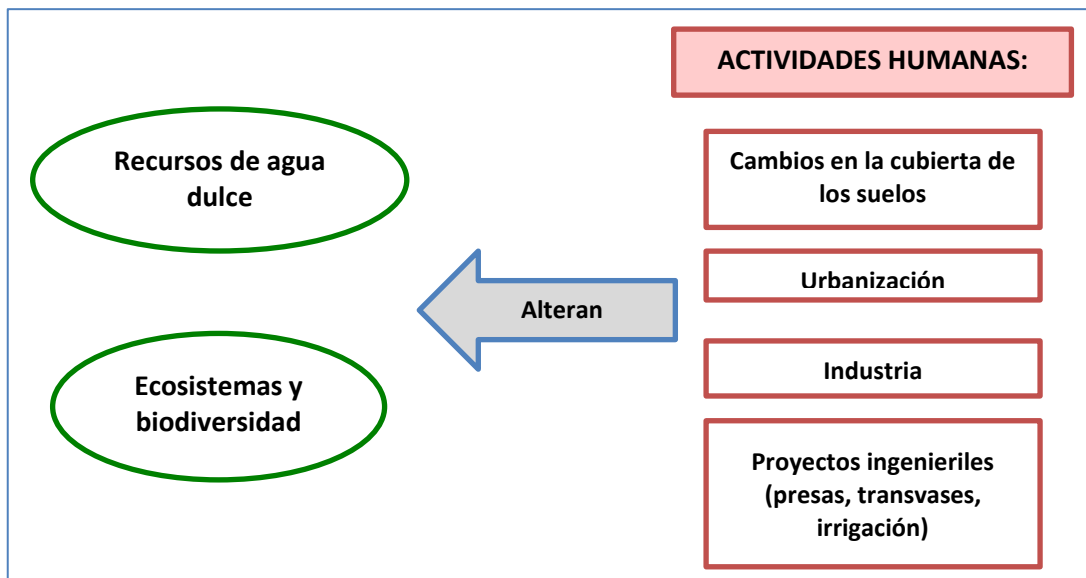 ACTIVIDADES HUMANAS:
Recursos de agua
dulce
Ecosistemas y
biodiversidad
Alteran
Cambios en la cubierta de
los suelos
Urbanización
Industria
Proyectos ingenieriles
(presas, transvases,
irrigación)